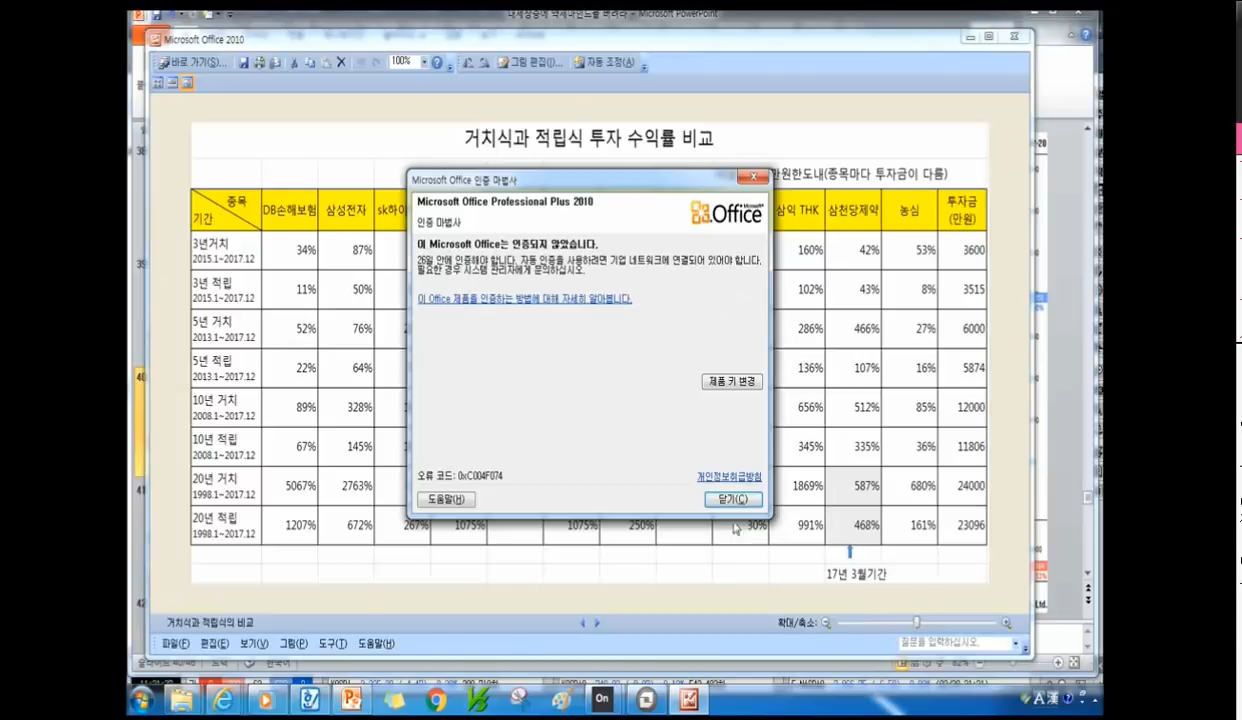 Microsoft PowerPoint
Microsoft Office 2010
바로 가기(S)...
100%
그림 편집(I)...
자동 조정(A)
거치식과 적립식 투자 수익률 비교
만원한도내(종목마다 투자금이 다름)
종목
기간
DB손해보험
삼성전자
sk하이
삼익 THK
삼천당제약
농심
투자금
(만원)
3년거치
2015.1~2017.12
34%
87%
160%
42%
53%
3600
3년 적립
2015.1~2017.12
11%
50%
102%
43%
8%
3515
5년 거치
2013.1~2017.12
52%
76%
286%
466%
27%
6000
5년 적립
2013.1~2017.12
22%
64%
136%
107%
16%
5874
10년 거치
2008.1~2017.12
89%
328%
656%
512%
85%
12000
10년 적립
2008.1~2017.12
67%
145%
345%
335%
36%
11806
20년 거치
1998.1~2017.12
5067%
2763%
1869%
587%
680%
24000
20년 적립
1998.1~2017.12
1207%
672%
267%
1075%
1075%
250%
30%
991%
468%
161%
23096
17년 3월기간
Microsoft Office 인증 마법사
Microsoft Office Professional Plus 2010
인증 마법사
Office
이 Microsoft Office는 인증되지 않았습니다.
26일 안에 인증해야 합니다. 자동 인증을 사용하려면 기업 네트워크에 연결되어 있어야 합니다.
필요한 경우 시스템 관리자에게 문의하십시오.
이 Office 제품을 인증하는 방법에 대해 자세히 알아봅니다.
제품 키 변경
오류 코드: 0xC004F074
개인정보취급방침
도움말(H)
닫기(C)
거치식과 적립식의 비교
확대/축소:
파일(F)
편집(E)
보기(V)
그림(P)
도구(T)
도움말(H)
질문을 입력하십시오.
한국어
On
A 漢